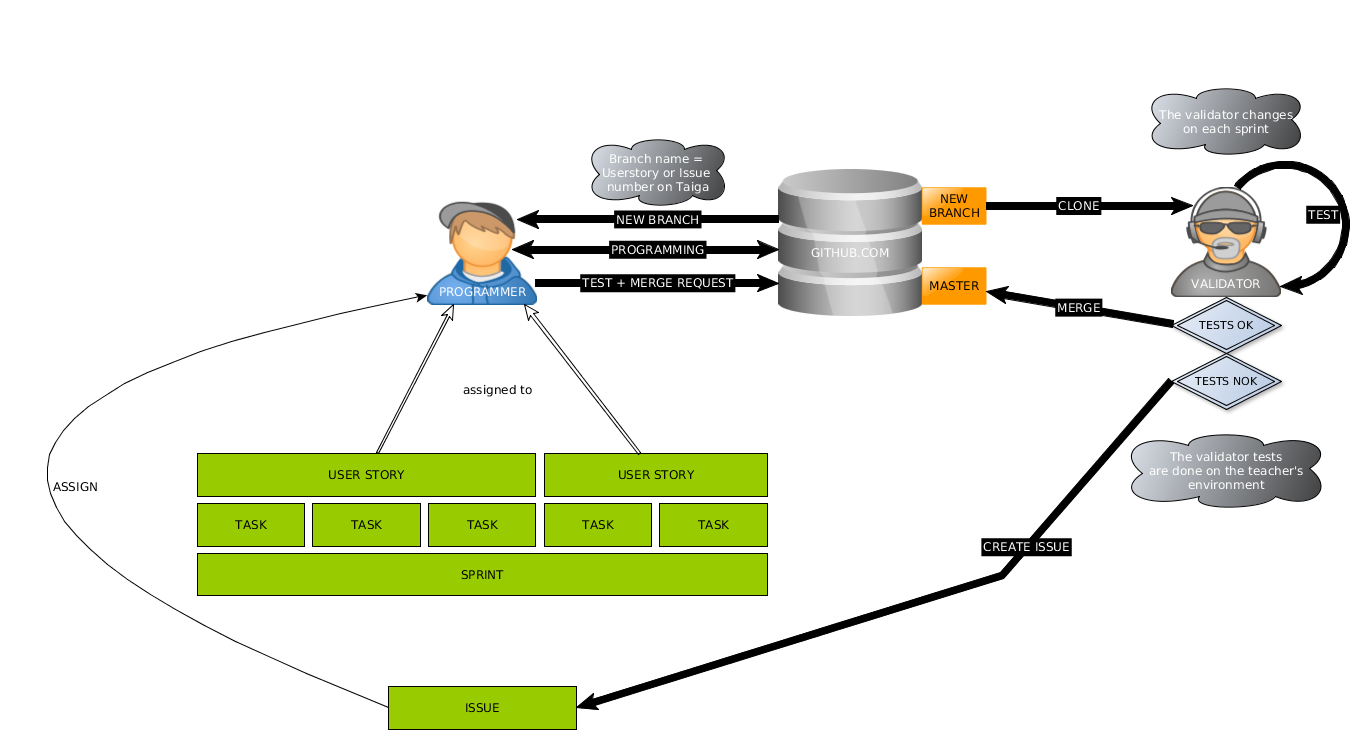 The validator changes
on each sprint
Branch name =
Userstory or Issue
number on Taiga
NEW
BRANCH
CLONE
TEST
NEW BRANCH
PROGRAMMING
GITHUB.COM
TEST + MERGE REQUEST
MASTER
VALIDATOR
PROGRAMMER
MERGE
TESTS OK
TESTS NOK
assigned to
The validator tests
are done on the teacher's
environment
USER STORY
USER STORY
ASSIGN
TASK
TASK
TASK
TASK
TASK
CREATE ISSUE
SPRINT
ISSUE